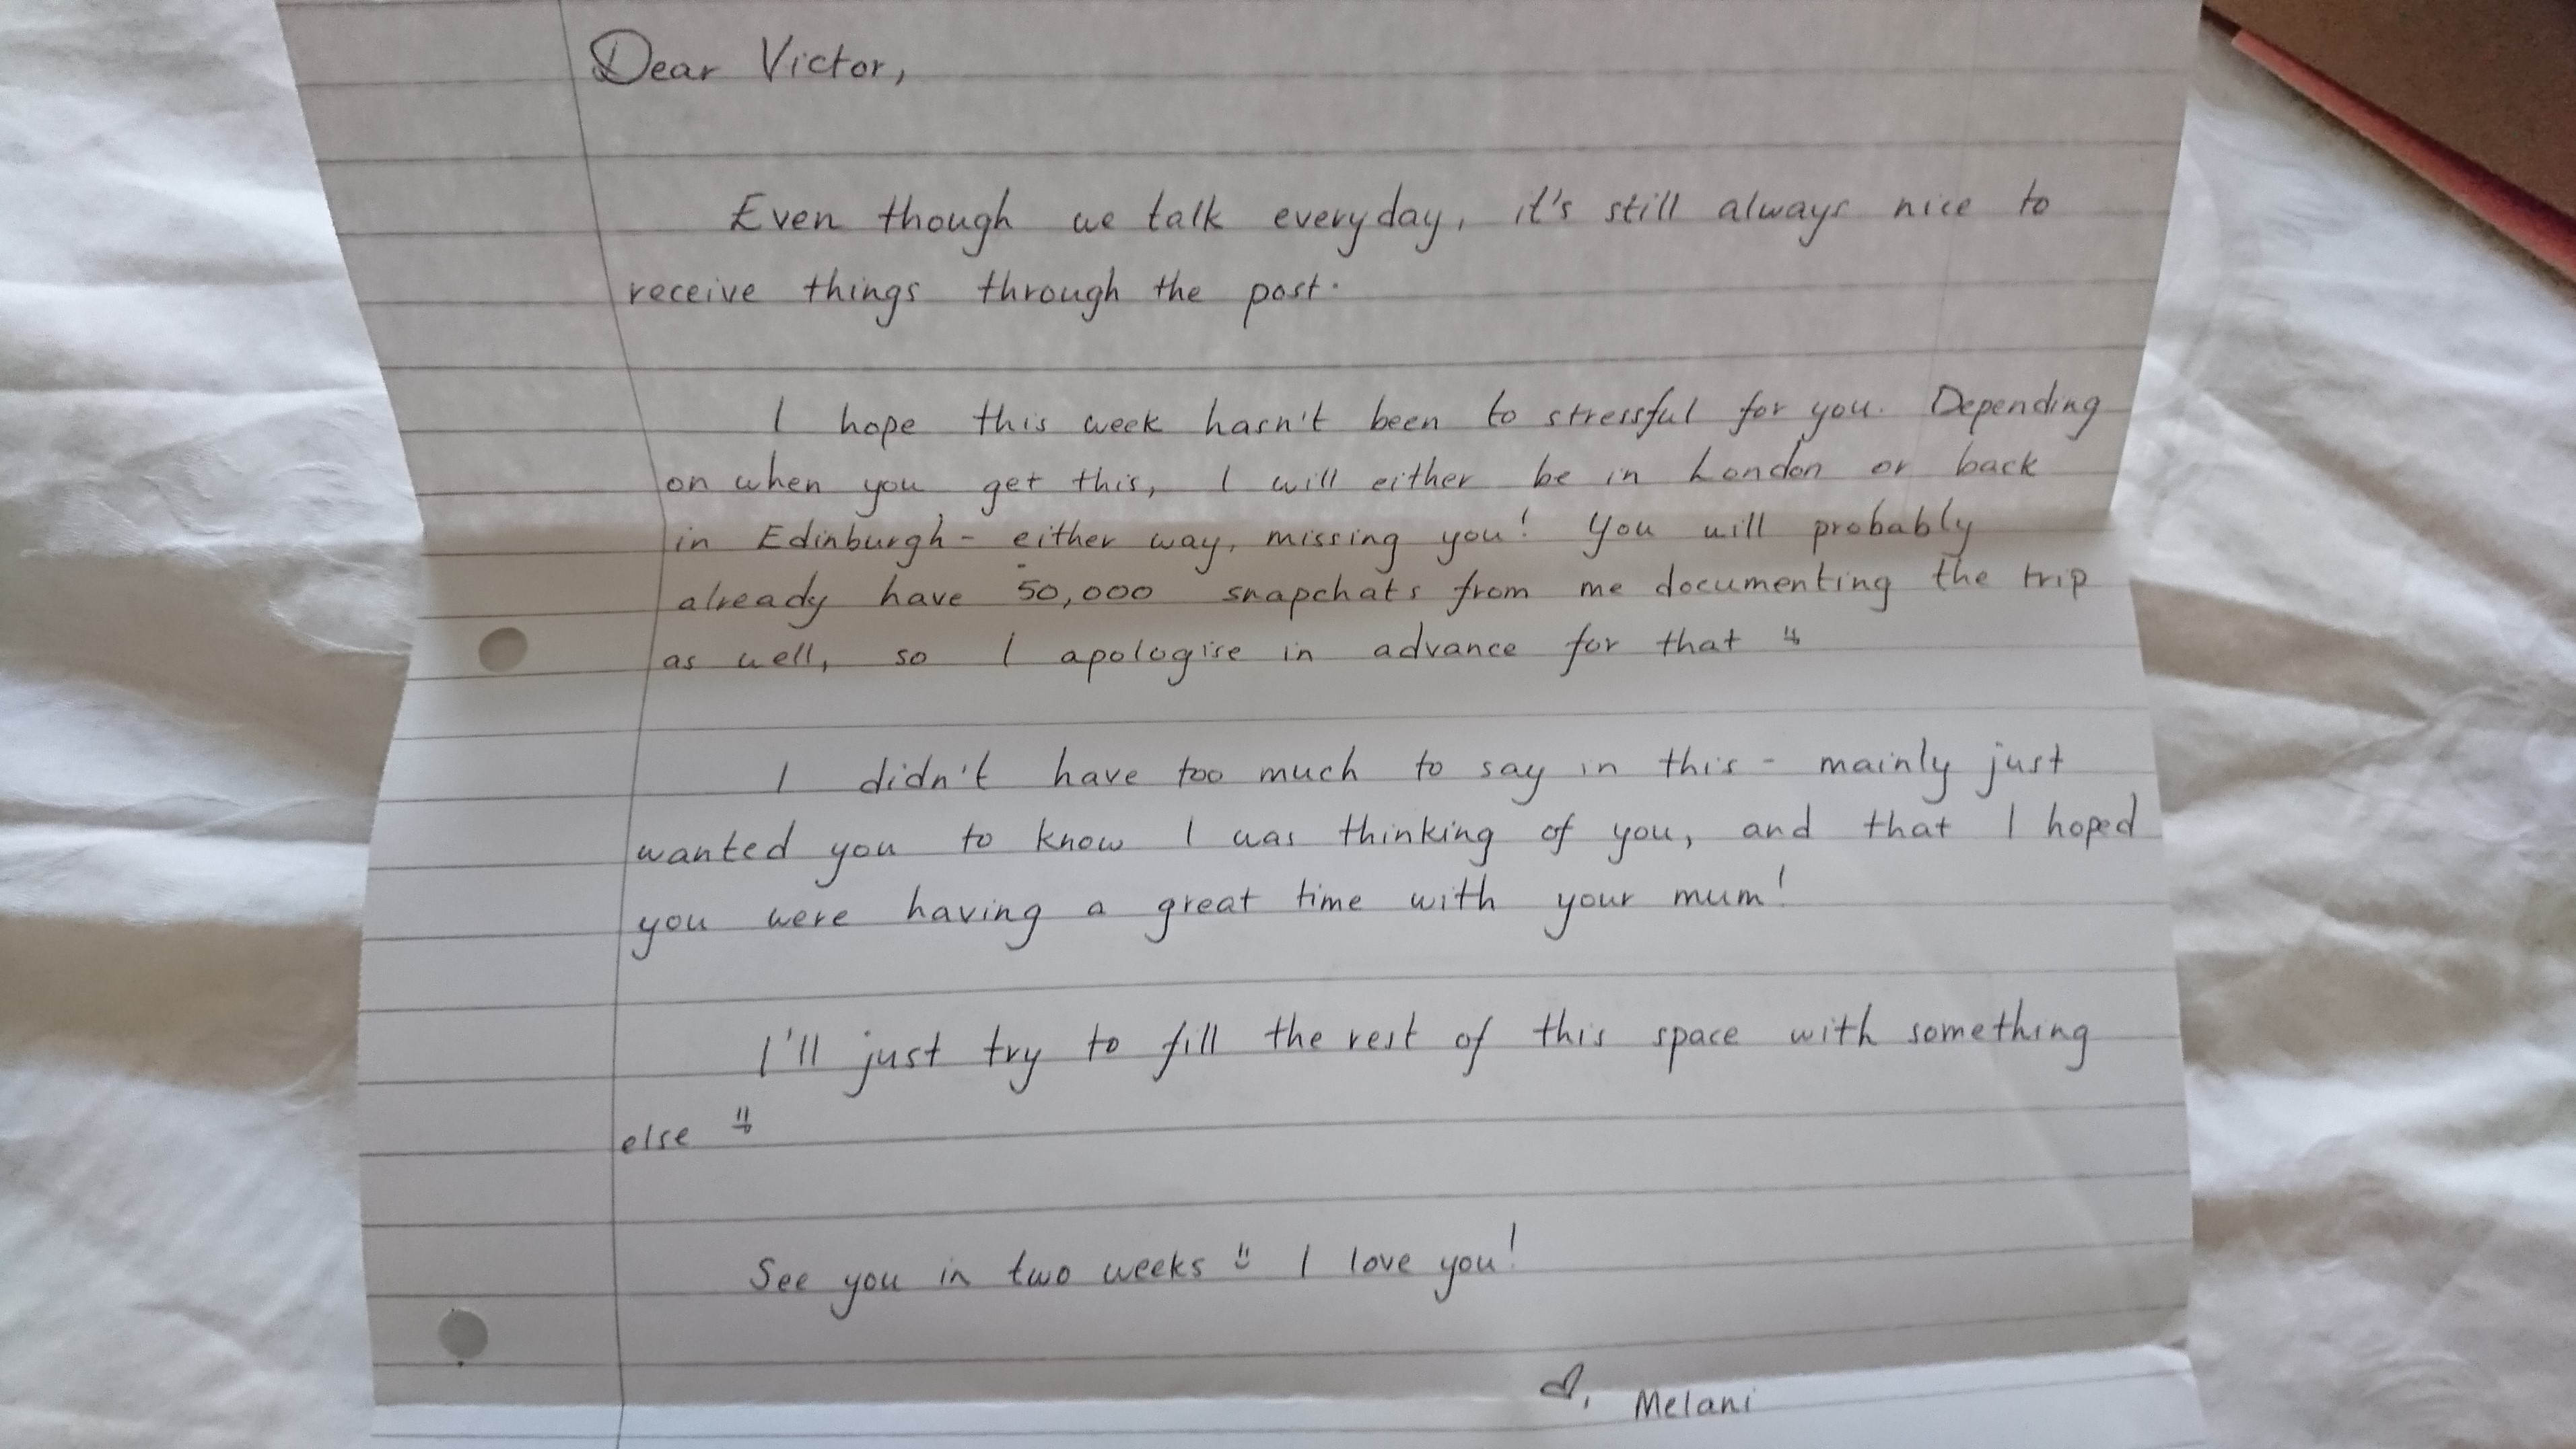 Dear Victor,
Even though we talk everyday, it's still always nice to
receive things through the post.
I hope this week hasn't been to stressful for you. Depending
on when you get this, I will either be in London or back
in Edinburgh - either way, missing you! You will probably
already have 50,000 snapchats from me documenting the trip
as well, so I apologise in advance for that
I didn't have too much to say in this - mainly just
wanted you to know I was thinking of you, and that I hoped
you were having a great time with your mum!
I'll just try to fill the rest of this space with something
else
See you in two weeks I love you!
♡, Melani